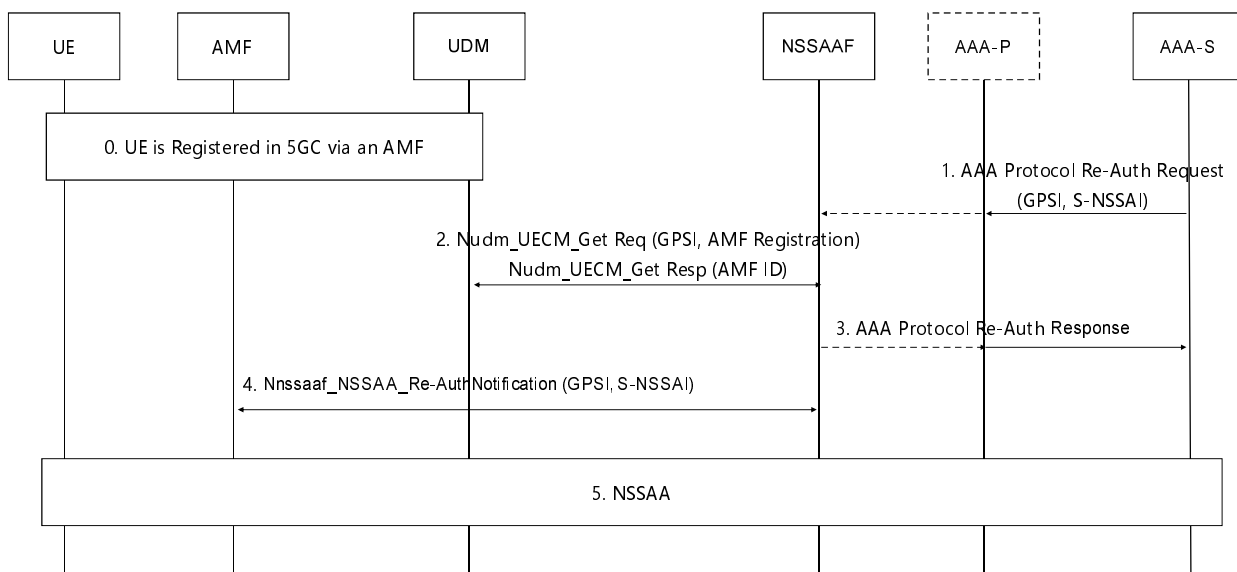 UE
AMF
UDM
NSSAAF
AAA-P
AAA-S
0. UE is Registered in 5GC via an AMF
1. AAA Protocol Re-Auth Request
(GPSI, S-NSSAI)
2. Nudm_UECM_Get Req (GPSI, AMF Registration)
Nudm_UECM_Get Resp (AMF ID)
3. AAA Protocol Re-Auth Response
4. Nnssaaf_NSSAA_Re-AuthNotification (GPSI, S-NSSAI)
5. NSSAA